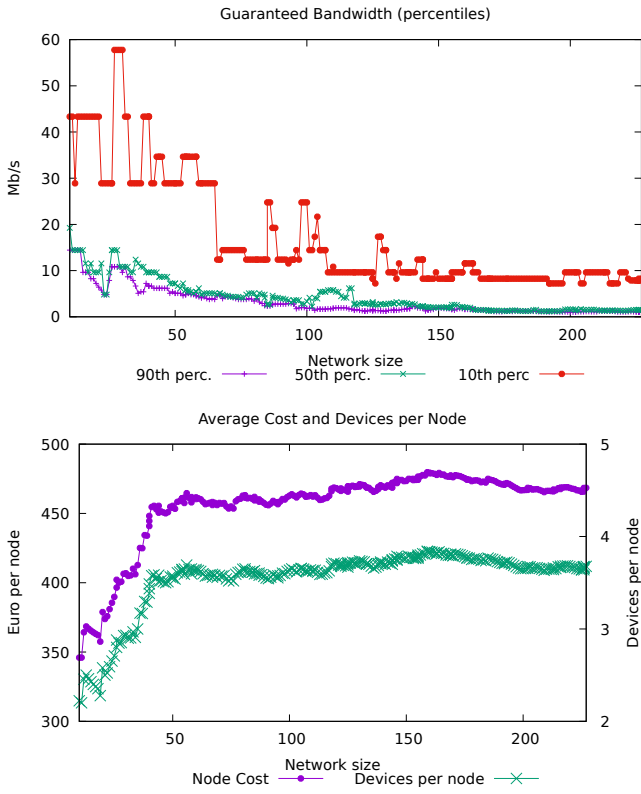 Guaranteed Bandwidth (percentiles)
60
50
40
30
20
10
0
Mb/s
50
100
150
200
Network size
90th perc.
50th perc.
10th perc
Average Cost and Devices per Node
500
450
400
350
300
Euro per node
5
4
3
2
Devices per node
50
100
150
200
Network size
Node Cost
Devices per node